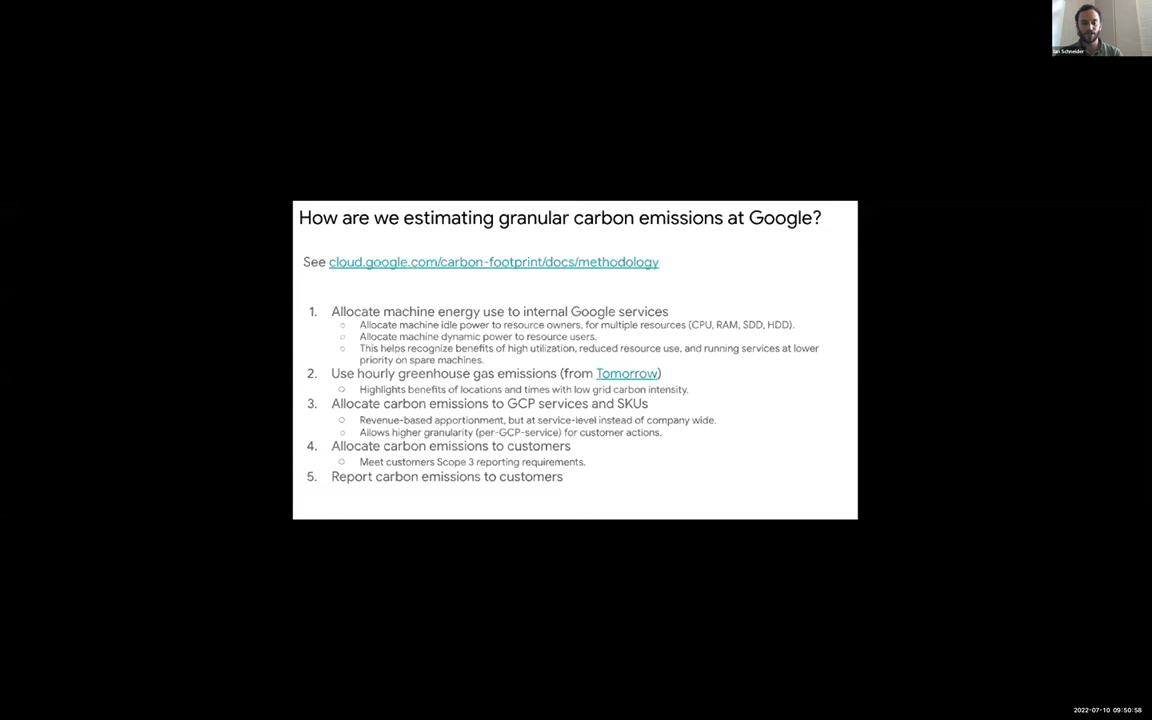 Ian Schneider
How are we estimating granular carbon emissions at Google?
See cloud.google.com/carbon-footprint/docs/methodology
1. Allocate machine energy use to internal Google services
○ Allocate machine idle power to resource owners, for multiple resources (CPU, RAM, SDD, HDD).
○ Allocate machine dynamic power to resource users.
○ This helps recognize benefits of high utilization, reduced resource use, and running services at lower
priority on spare machines.
2. Use hourly greenhouse gas emissions (from Tomorrow)
○ Highlights benefits of locations and times with low grid carbon intensity.
3. Allocate carbon emissions to GCP services and SKUs
○ Revenue-based apportionment, but at service-level instead of company wide.
○ Allows higher granularity (per-GCP-service) for customer actions.
4. Allocate carbon emissions to customers
○ Meet customers Scope 3 reporting requirements.
5. Report carbon emissions to customers
2022-07-10 09:50:58